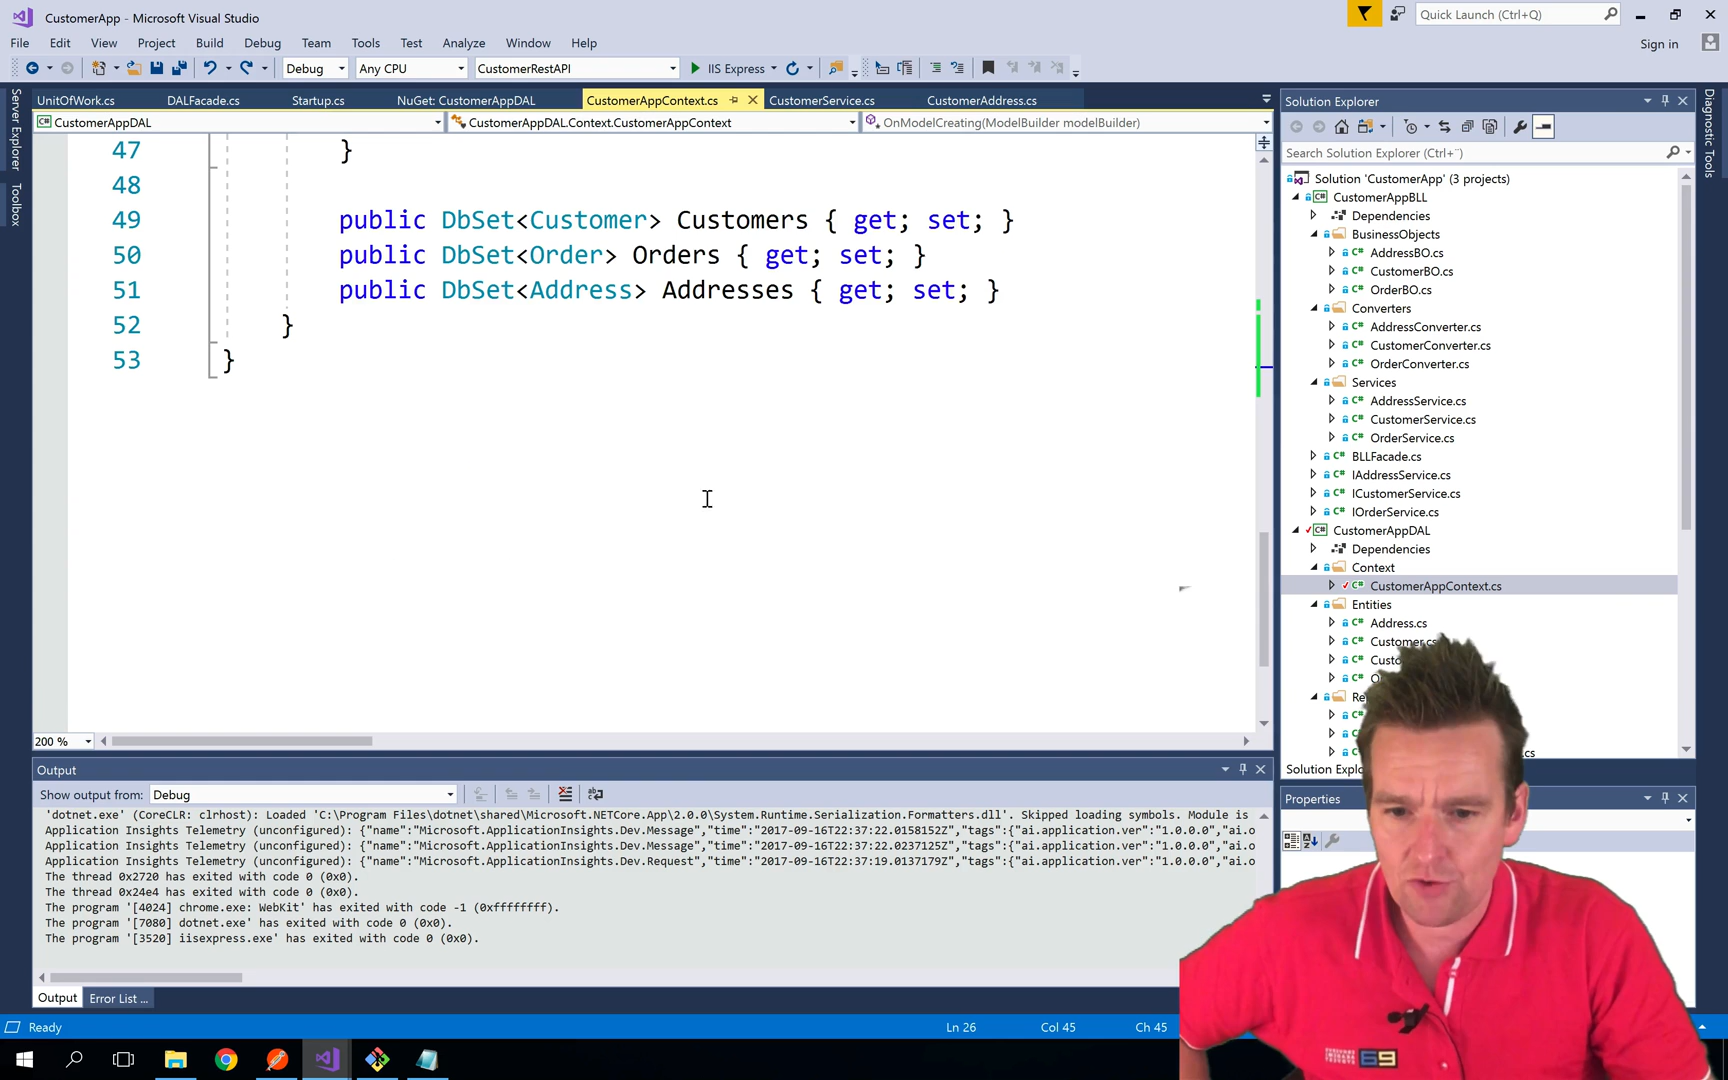 CustomerApp - Microsoft Visual Studio
Quick Launch (Ctrl+Q)
File Edit View Project Build Debug Team Tools Test Analyze Window Help
Sign in
Debug Any CPU CustomerRestAPI IIS Express
UnitOfWork.cs DALFacade.cs Startup.cs NuGet: CustomerAppDAL CustomerAppContext.cs CustomerService.cs CustomerAddress.cs
CustomerAppDAL CustomerAppDAL.Context.CustomerAppContext OnModelCreating(ModelBuilder modelBuilder)
Server Explorer
Toolbox
47 }
48
49 public DbSet<Customer> Customers { get; set; }
50 public DbSet<Order> Orders { get; set; }
51 public DbSet<Address> Addresses { get; set; }
52 }
53 }
200 %
Output
Show output from: Debug
'dotnet.exe' (CoreCLR: clrhost): Loaded 'C:\Program Files\dotnet\shared\Microsoft.NETCore.App\2.0.0\System.Runtime.Serialization.Formatters.dll'. Skipped loading symbols. Module is
Application Insights Telemetry (unconfigured): {"name":"Microsoft.ApplicationInsights.Dev.Message","time":"2017-09-16T22:37:22.0158152Z","tags":{"ai.application.ver":"1.0.0.0","ai.o
Application Insights Telemetry (unconfigured): {"name":"Microsoft.ApplicationInsights.Dev.Message","time":"2017-09-16T22:37:22.0237125Z","tags":{"ai.application.ver":"1.0.0.0","ai.o
Application Insights Telemetry (unconfigured): {"name":"Microsoft.ApplicationInsights.Dev.Request","time":"2017-09-16T22:37:19.0137179Z","tags":{"ai.application.ver":"1.0.0.0","ai.o
The thread 0x2720 has exited with code 0 (0x0).
The thread 0x24e4 has exited with code 0 (0x0).
The program '[4024] chrome.exe: WebKit' has exited with code -1 (0xffffffff).
The program '[7080] dotnet.exe' has exited with code 0 (0x0).
The program '[3520] iisexpress.exe' has exited with code 0 (0x0).
Output Error List ...
Ready Ln 26 Col 45 Ch 45
Solution Explorer
Search Solution Explorer (Ctrl+¨)
Solution 'CustomerApp' (3 projects)
CustomerAppBLL
Dependencies
BusinessObjects
AddressBO.cs
CustomerBO.cs
OrderBO.cs
Converters
AddressConverter.cs
CustomerConverter.cs
OrderConverter.cs
Services
AddressService.cs
CustomerService.cs
OrderService.cs
BLLFacade.cs
IAddressService.cs
ICustomerService.cs
IOrderService.cs
CustomerAppDAL
Dependencies
Context
CustomerAppContext.cs
Entities
Address.cs
Customer.cs
Custo
O
Re
.cs
Solution Explo
Properties
Diagnostic Tools
69